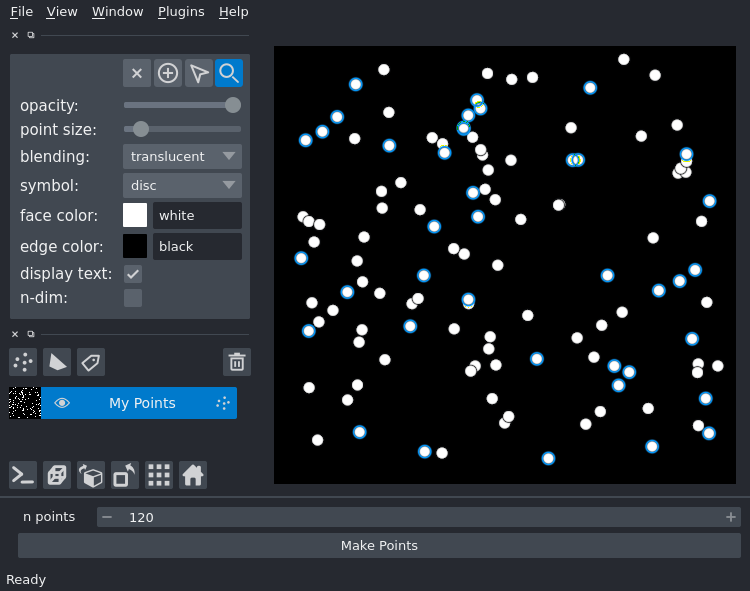 File View Window Plugins Help
opacity:
point size:
blending: translucent
symbol: disc
face color: white
edge color: black
display text:
n-dim:
My Points
n points 120
Make Points
Ready